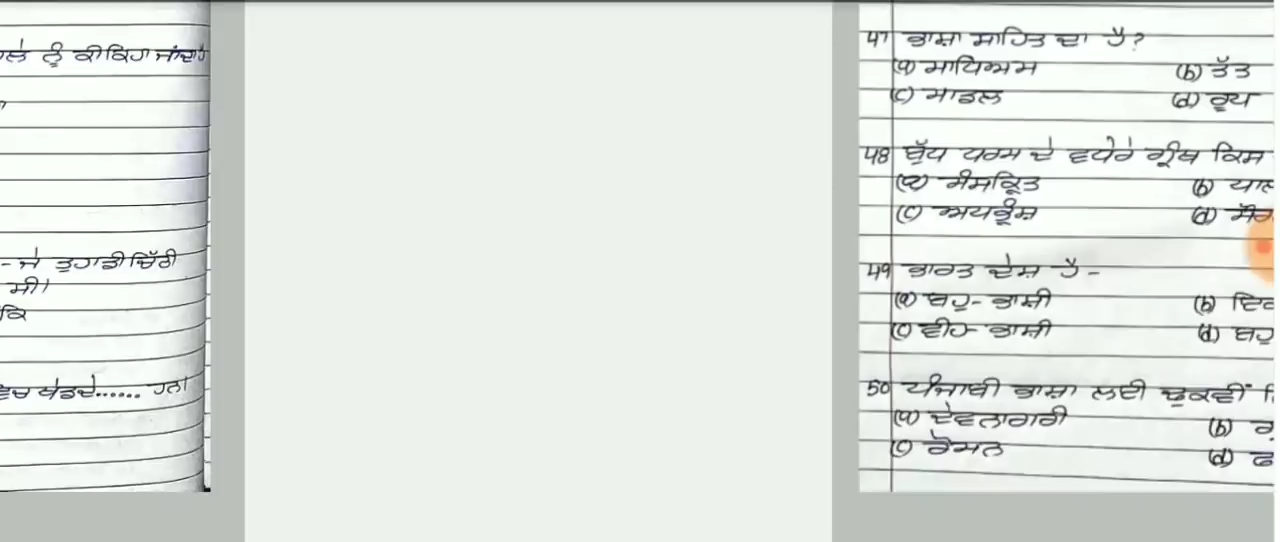 ਨੂੰ ਕੀ ਕਿਹਾ ਜਾਂਦਾ ਹੈ
- ਜੇ ਤੁਹਾਡੀ ਚਿੱਠੀ
ਸੀ।
ਕਿ
ਖੇਡਦੇ...... ਹਨ।
47 ਭਾਸ਼ਾ ਸਾਹਿਤ ਦਾ ਹੈ?
(a) ਮਾਧਿਅਮ (b) ਤੱਤ
(c) ਮਾਡਲ (d) ਰੂਪ
48 ਬੁੱਧ ਧਰਮ ਦੇ ਵਧੇਰੇ ਗ੍ਰੰਥ ਕਿਸ
(a) ਸੰਸਕ੍ਰਿਤ (b)
(c) ਅਪਭ੍ਰੰਸ਼ (d)
49 ਭਾਰਤ ਦੇਸ਼ ਹੈ -
(a) ਬਹੁ- ਭਾਸ਼ੀ (b)
(c) ਵੀਹ- ਭਾਸ਼ੀ (d) ਬਹੁ
50 ਪੰਜਾਬੀ ਭਾਸ਼ਾ ਲਈ ਢੁਕਵੀਂ
(a) ਦੇਵਨਾਗਰੀ (b)
(c) ਰੋਮਨ (d)